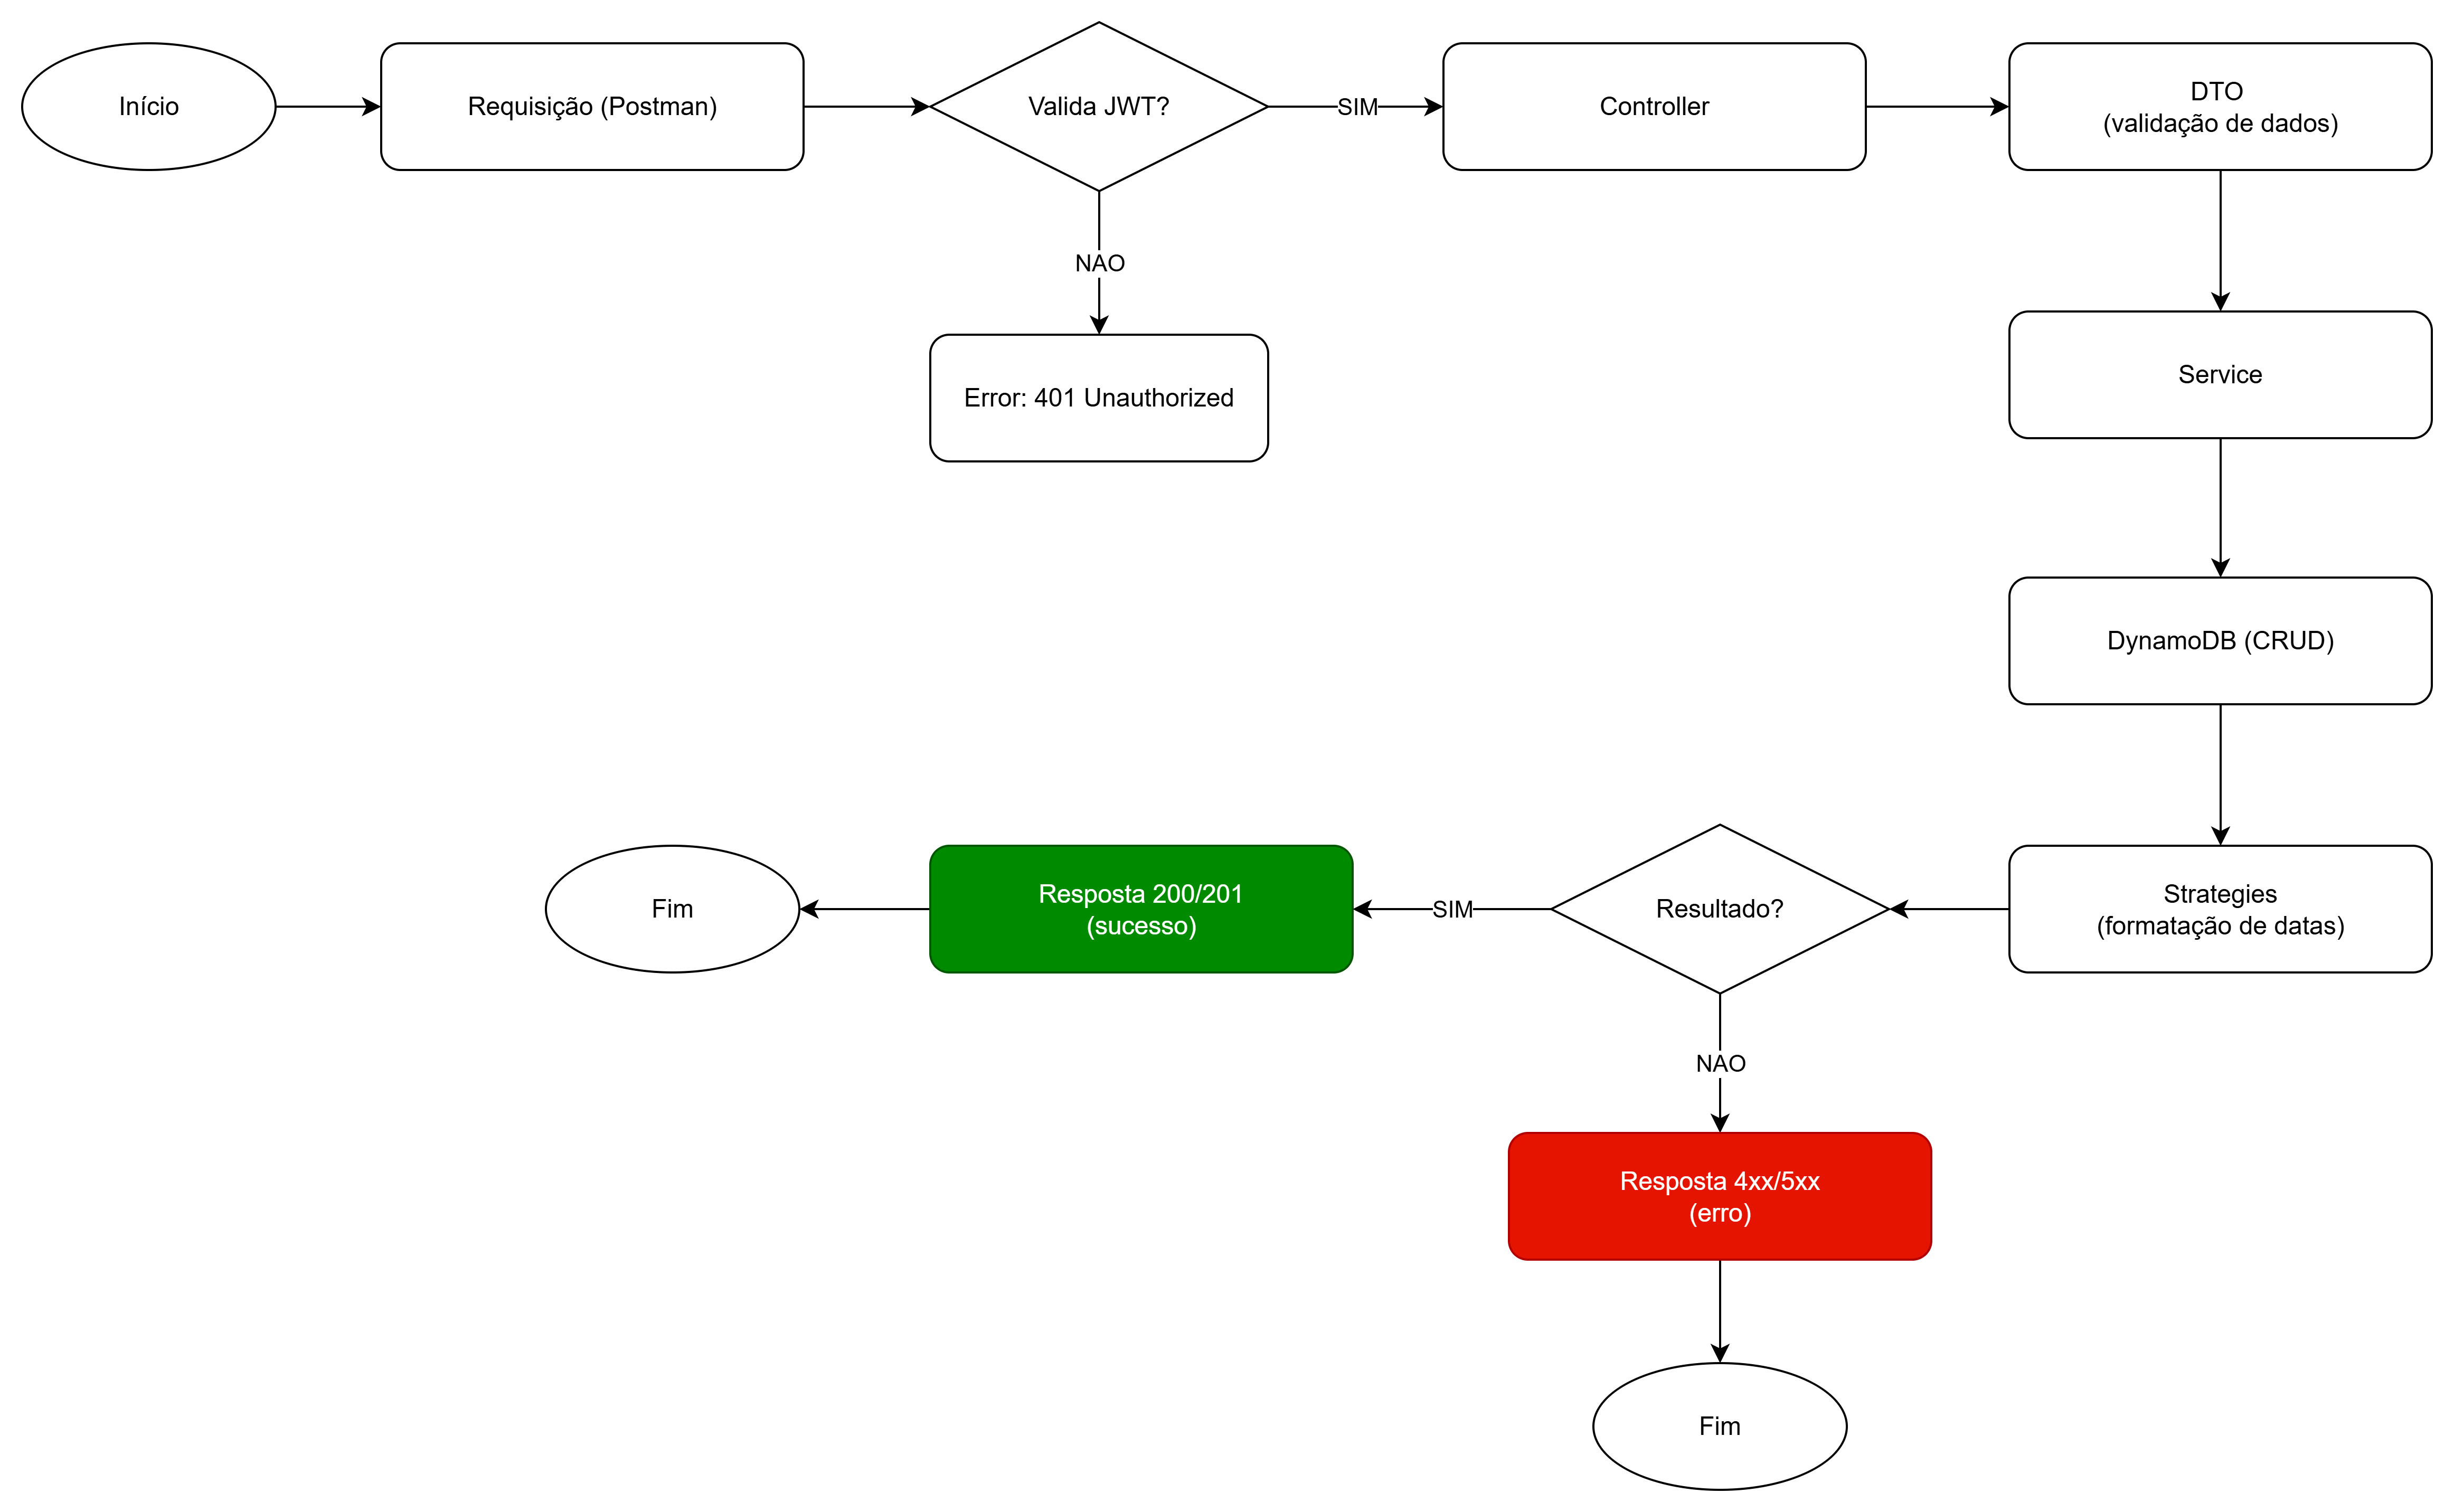 Início
Requisição (Postman)
Valida JWT?
SIM
Controller
DTO
(validação de dados)
NAO
Error: 401 Unauthorized
Service
DynamoDB (CRUD)
Strategies
(formatação de datas)
Resultado?
SIM
Resposta 200/201
(sucesso)
Fim
NAO
Resposta 4xx/5xx
(erro)
Fim